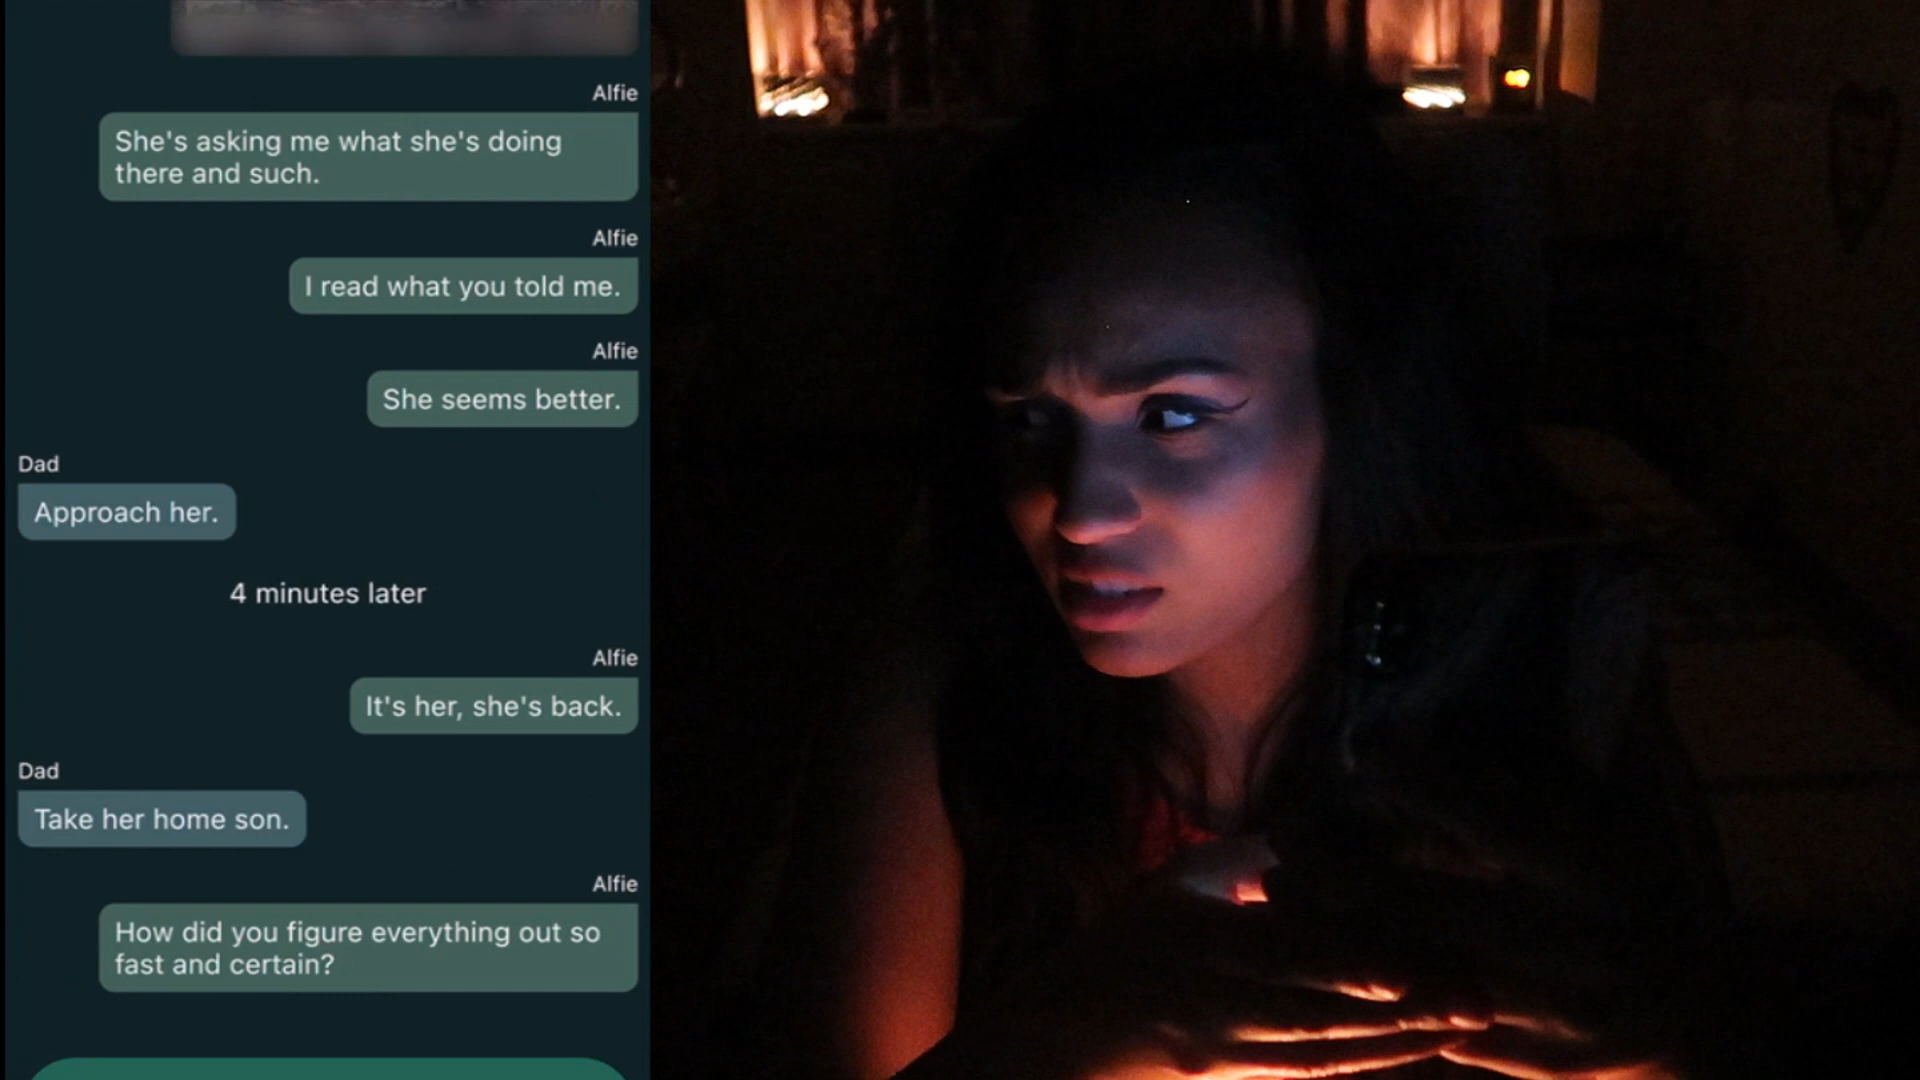 Alfie
She's asking me what she's doing
there and such.
Alfie
I read what you told me.
Alfie
She seems better.
Dad
Approach her.
4 minutes later
Alfie
It's her, she's back.
Dad
Take her home son.
Alfie
How did you figure everything out so
fast and certain?